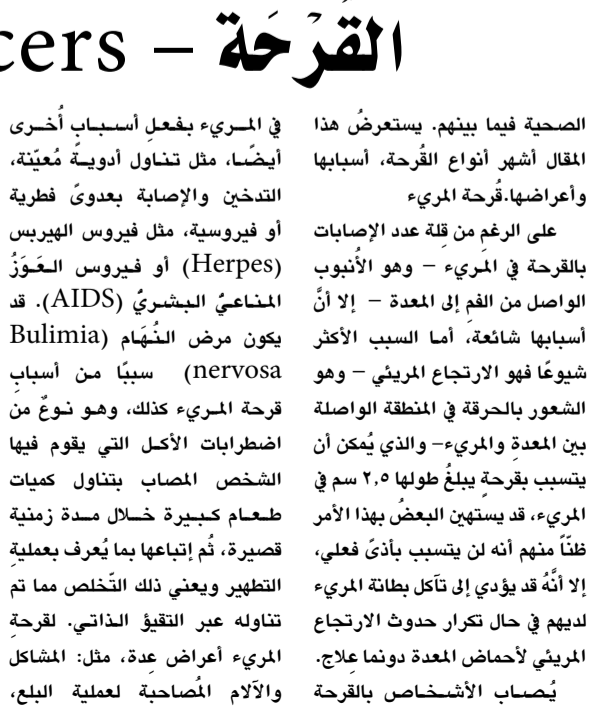 القُرْحَة – cers
الصحية فيما بينهم. يستعرضُ هذا
المقال أشهر أنواع القُرحة، أسبابها
وأعراضها.قُرحة المريء
على الرغم من قلة عدد الإصابات
بالقرحة في المَريء – وهو الأُنبوب
الواصل من الفم إلى المعدة – إلا أنَّ
أسبابها شائعة، أما السبب الأكثر
شيوعًا فهو الارتجاع المريئي – وهو
الشعور بالحرقة في المنطقة الواصلة
بين المعدة والمريء– والذي يُمكن أن
يتسبب بقرحةٍ يبلغُ طولها ٢,٥ سم في
المريء، قد يستهين البعضُ بهذا الأمر
ظنًّاً منهم أنه لن يتسبب بأذىً فعلي،
إلا أنَّهُ قد يؤدي إلى تآكل بطانة المريء
لديهم في حال تكرار حدوث الارتجاع
المريئي لأحماض المعدة دونما علاج.
يُصاب الأشخاص بالقرحة
في المريء بفعلِ أسبابٍ أُخرى
أيضًا، مثل تناول أدويةً مُعيّنة،
التدخين والإصابة بعدوىً فطرية
أو فيروسية، مثل فيروس الهيربس
(Herpes) أو فيروس العَوَزُ
المناعيّ البشريّ (AIDS). قد
يكون مرض النُهَام (Bulimia
nervosa) سببًا من أسبابِ
قرحة المريء كذلك، وهو نوعٌ من
اضطرابات الأكل التي يقوم فيها
الشخص المصاب بتناول كميات
طعام كبيرة خلال مدة زمنية
قصيرة، ثُم إتباعها بما يُعرف بعمليةِ
التطهير ويعني ذلك التّخلص مما تم
تناوله عبر التقيؤ الذاتي. لقرحةِ
المريء أعراض عدة، مثل: المشاكل
والآلام المُصاحبة لعملية البلع،